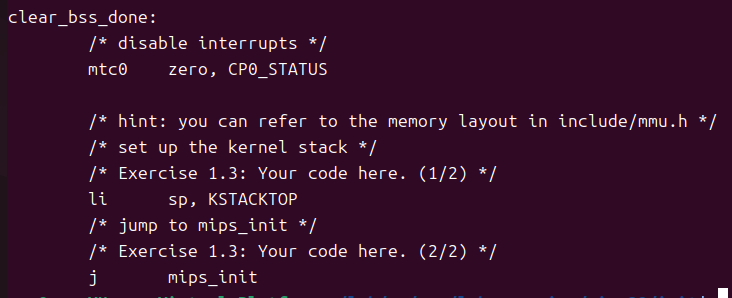 clear_bss_done:
/* disable interrupts */
mtc0 zero, CP0_STATUS
/* hint: you can refer to the memory layout in include/mmu.h */
/* set up the kernel stack */
/* Exercise 1.3: Your code here. (1/2) */
li sp, KSTACKTOP
/* jump to mips_init */
/* Exercise 1.3: Your code here. (2/2) */
j mips_init